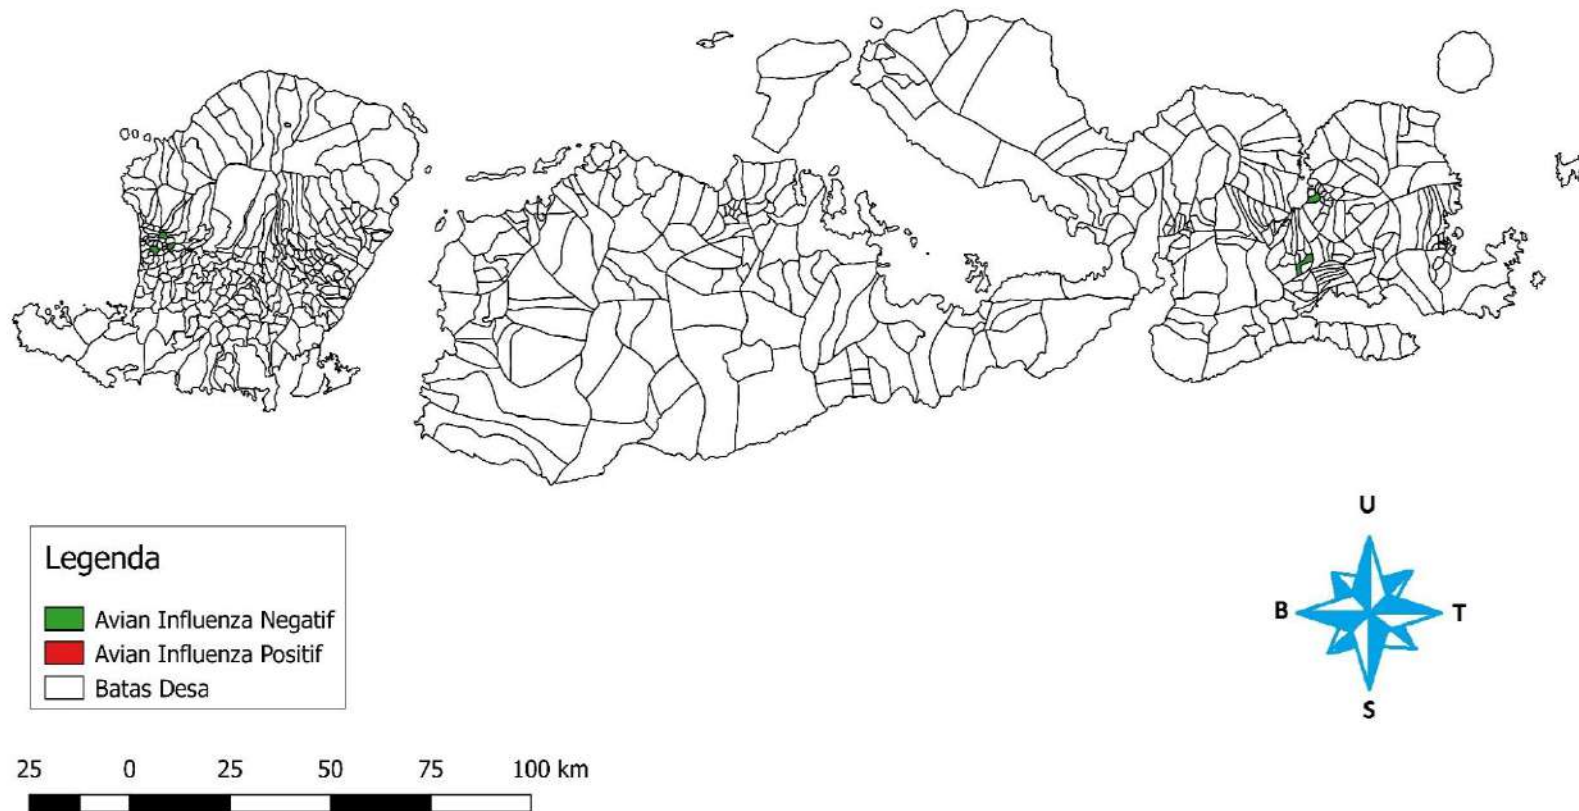 U
B T
S
Legenda
Avian Influenza Negatif
Avian Influenza Positif
Batas Desa
25 0 25 50 75 100 km